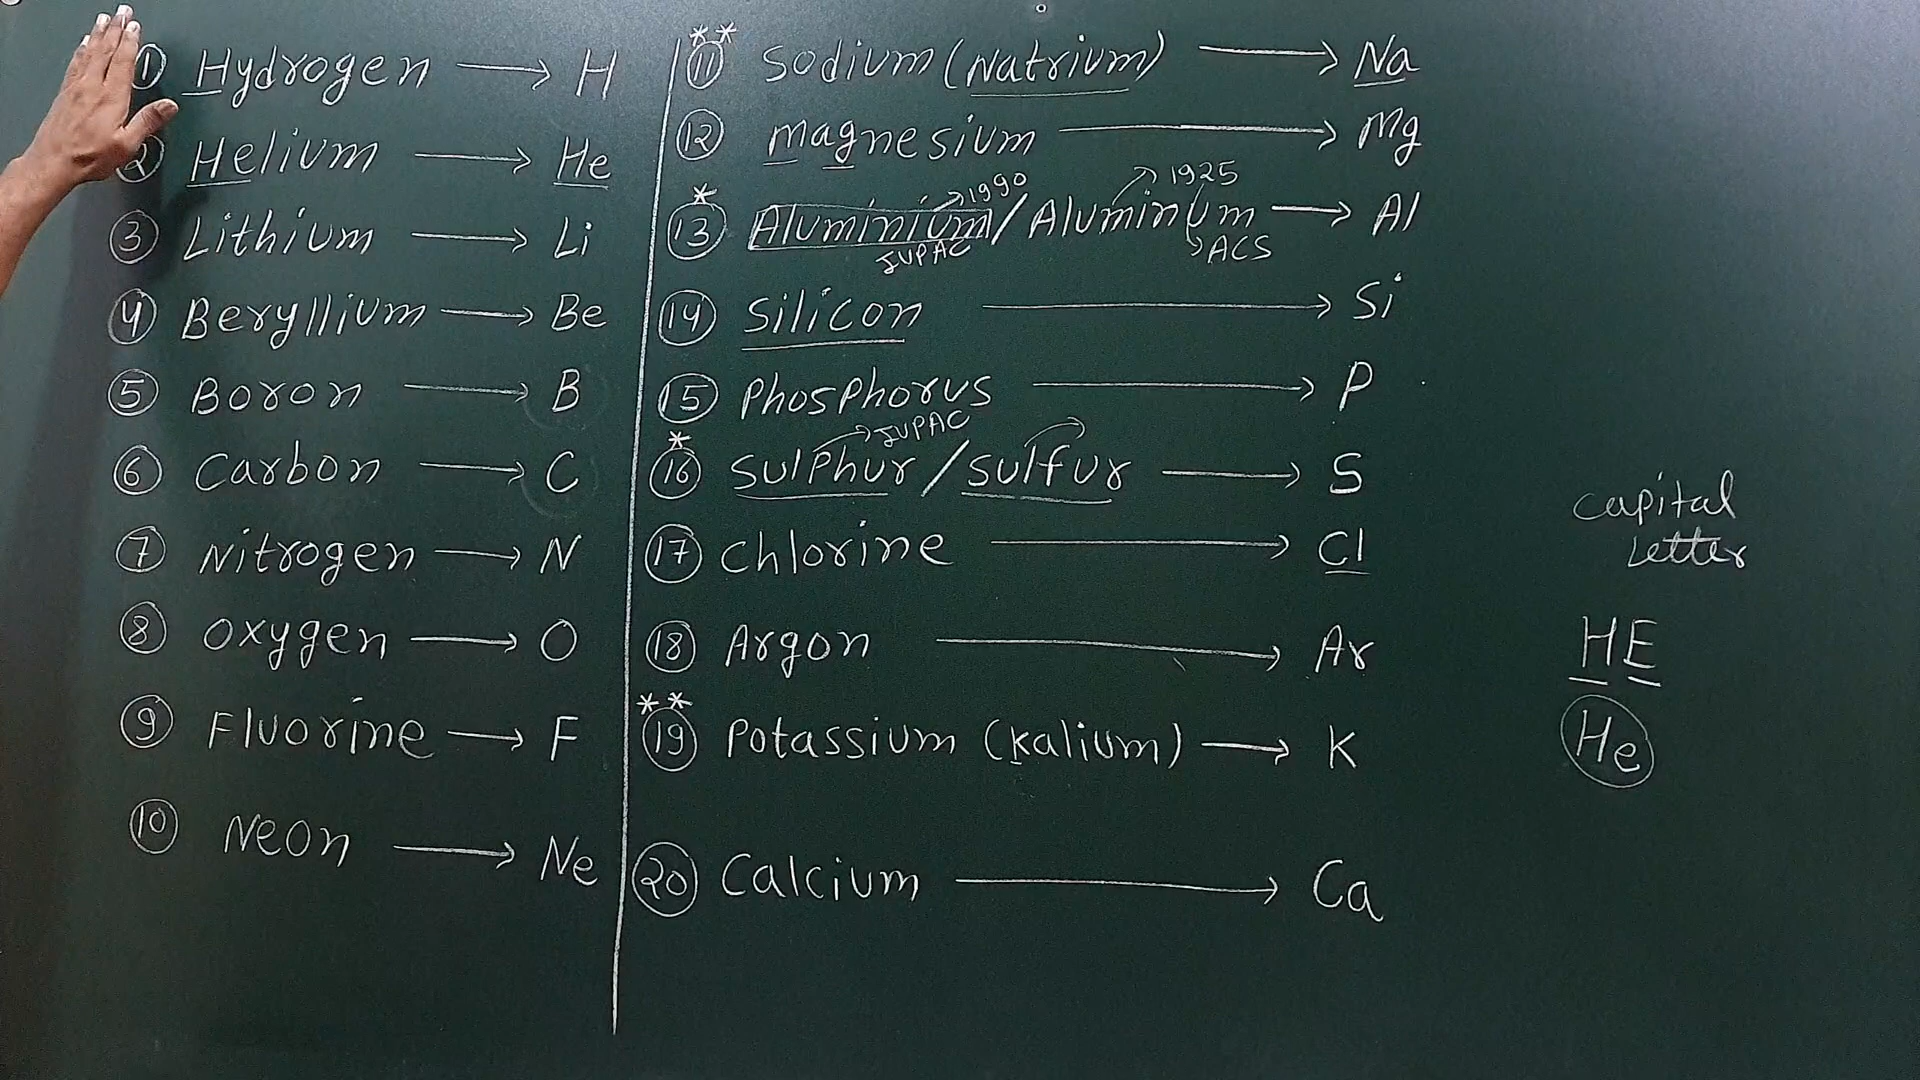 ① Hydrogen → H
② Helium → He
③ Lithium → Li
④ Beryllium → Be
⑤ Boron → B
⑥ Carbon → C
⑦ Nitrogen → N
⑧ Oxygen → O
⑨ Fluorine → F
⑩ Neon → Ne
**
⑪ Sodium (Natrium) → Na
⑫ Magnesium → Mg
→1990 →1925
*
⑬ Aluminium/Aluminum → Al
IUPAC →ACS
⑭ Silicon → Si
⑮ Phosphorus → P
→IUPAC →
*
⑯ Sulphur/Sulfur → S
⑰ Chlorine → Cl
⑱ Argon → Ar
**
⑲ Potassium (Kalium) → K
⑳ Calcium → Ca
Capital
Letter
HE
He